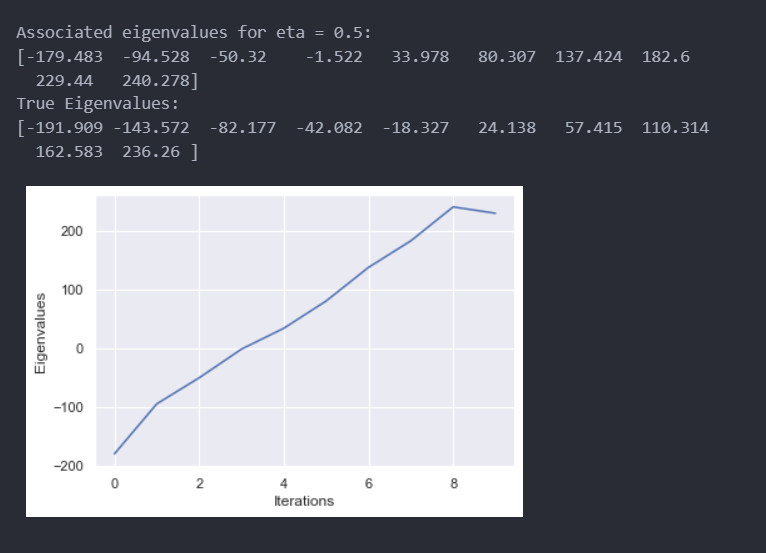 Associated eigenvalues for eta = 0.5:
[-179.483 -94.528 -50.32 -1.522 33.978 80.307 137.424 182.6
229.44 240.278]
True Eigenvalues:
[-191.909 -143.572 -82.177 -42.082 -18.327 24.138 57.415 110.314
162.583 236.26 ]
200
100
0
−100
−200
Eigenvalues
0 2 4 6 8
Iterations